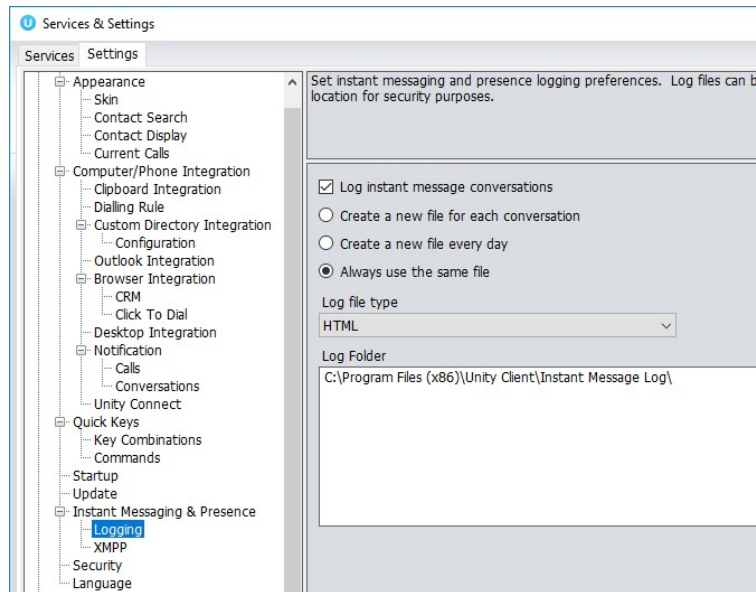 Services & Settings
Services
Settings
Appearance
Skin
Contact Search
Contact Display
Current Calls
Computer/Phone Integration
Clipboard Integration
Dialling Rule
Custom Directory Integration
Configuration
Outlook Integration
Browser Integration
CRM
Click To Dial
Desktop Integration
Notification
Calls
Conversations
Unity Connect
Quick Keys
Key Combinations
Commands
Startup
Update
Instant Messaging & Presence
Logging
XMPP
Security
Language
Set instant messaging and presence logging preferences.  Log files can b
location for security purposes.
Log instant message conversations
Create a new file for each conversation
Create a new file every day
Always use the same file
Log file type
HTML
Log Folder
C:\Program Files (x86)\Unity Client\Instant Message Log\